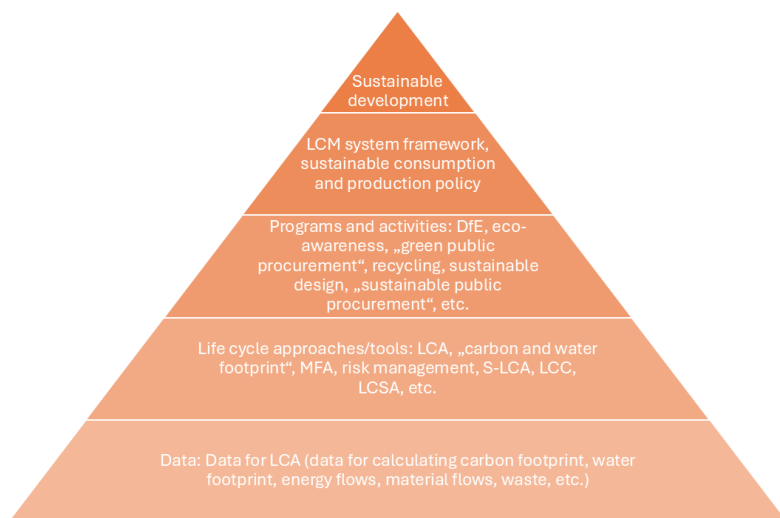 Sustainable
development
LCM system framework,
sustainable consumption
and production policy
Programs and activities: DfE, eco-
awareness, „green public
procurement“, recycling, sustainable
design, „sustainable public
procurement“, etc.
Life cycle approaches/tools: LCA, „carbon and water
footprint“, MFA, risk management, S-LCA, LCC,
LCSA, etc.
Data: Data for LCA (data for calculating carbon footprint, water
footprint, energy flows, material flows, waste, etc.)